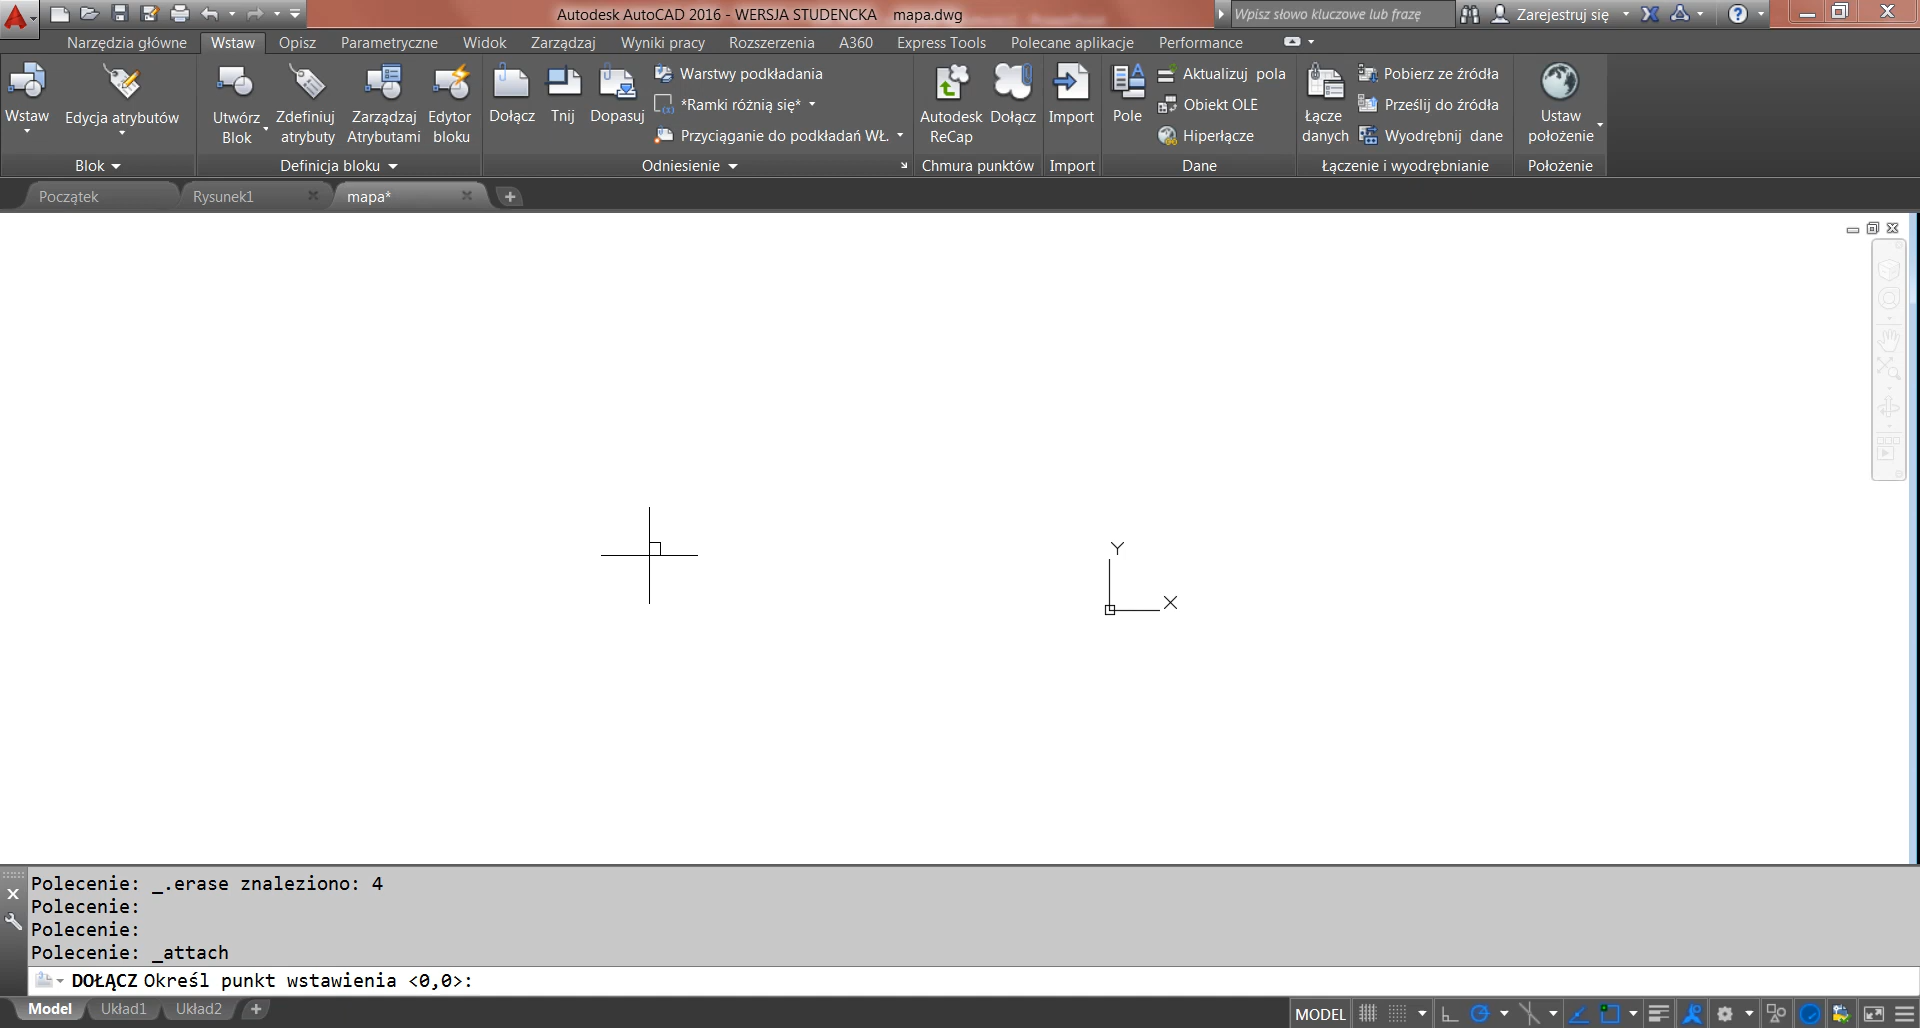 Autodesk AutoCAD 2016 - WERSJA STUDENCKA mapa.dwg
Wpisz słowo kluczowe lub frazę
Zarejestruj się
Narzędzia główne Wstaw Opisz Parametryczne Widok Zarządzaj Wyniki pracy Rozszerzenia A360 Express Tools Polecane aplikacje Performance
Wstaw
Edycja atrybutów
Utwórz
Blok
Zdefiniuj
atrybuty
Zarządzaj
Atrybutami
Edytor
bloku
Dołącz
Tnij
Dopasuj
Warstwy podkładania
*Ramki różnią się*
Przyciąganie do podkładań WŁ.
Autodesk
ReCap
Dołącz
Import
Pole
Aktualizuj pola
Obiekt OLE
Hiperłącze
Łącze
danych
Pobierz ze źródła
Prześlij do źródła
Wyodrębnij dane
Ustaw
położenie
Blok
Definicja bloku
Odniesienie
Chmura punktów
Import
Dane
Łączenie i wyodrębnianie
Położenie
Początek Rysunek1 mapa*
Y
X
Polecenie: _.erase znaleziono: 4
Polecenie:
Polecenie:
Polecenie: _attach
DOŁĄCZ Określ punkt wstawienia <0,0>:
Model Układ1 Układ2
MODEL